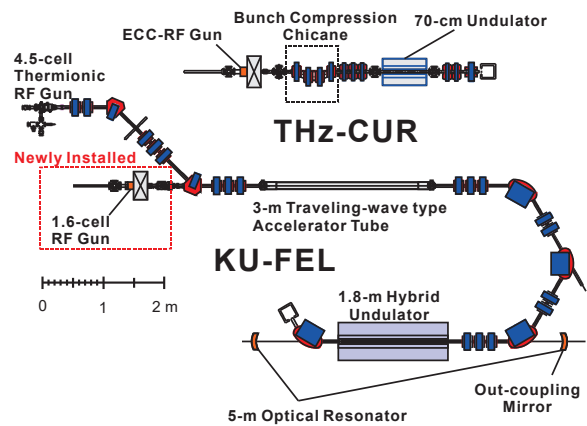 Bunch Compression
Chicane
70-cm Undulator
ECC-RF Gun
4.5-cell
Thermionic
RF Gun
THz-CUR
Newly Installed
1.6-cell
RF Gun
3-m Traveling-wave type
Accelerator Tube
KU-FEL
0 1 2 m
1.8-m Hybrid
Undulator
Out-coupling
Mirror
5-m Optical Resonator